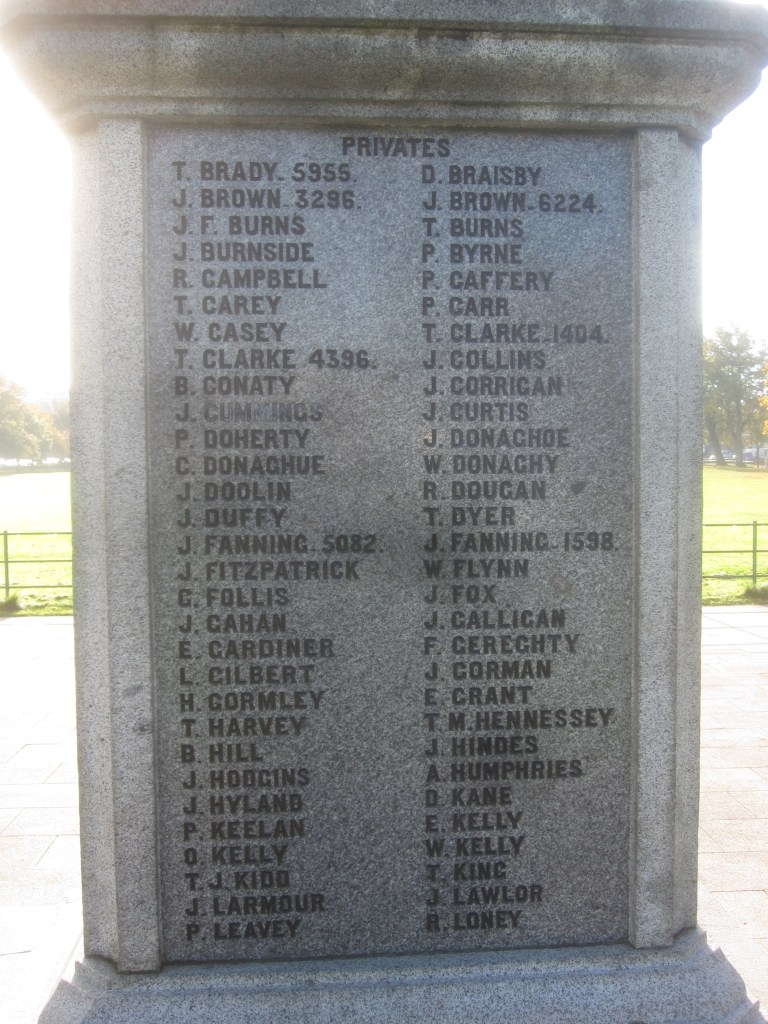 PRIVATES
T. BRADY. 5955. D. BRAISBY
J. BROWN. 3296. J. BROWN. 6224.
J. F. BURNS T. BURNS
J. BURNSIDE P. BYRNE
R. CAMPBELL P. CAFFERY
T. CAREY P. CARR
W. CASEY T. CLARKE. 1404.
T. CLARKE 4396. J. COLLINS
B. CONATY J. CORRIGAN
J. CUMMINGS J. CURTIS
P. DOHERTY J. DONAGHOE
C. DONAGHUE W. DONAGHY
J. DOOLIN R. DOUGAN
J. DUFFY T. DYER
J. FANNING. 5082. J. FANNING. 1598.
J. FITZPATRICK W. FLYNN
G. FOLLIS J. FOX
J. GAHAN J. GALLIGAN
E. GARDINER F. GEREGHTY
L. GILBERT J. GORMAN
H. GORMLEY E. GRANT
T. HARVEY T. M. HENNESSEY
B. HILL J. HINDES
J. HODGINS A. HUMPHRIES
J. HYLAND D. KANE
P. KEELAN E. KELLY
O. KELLY W. KELLY
T. J. KIDD T. KING
J. LARMOUR J. LAWLOR
P. LEAVEY R. LONEY